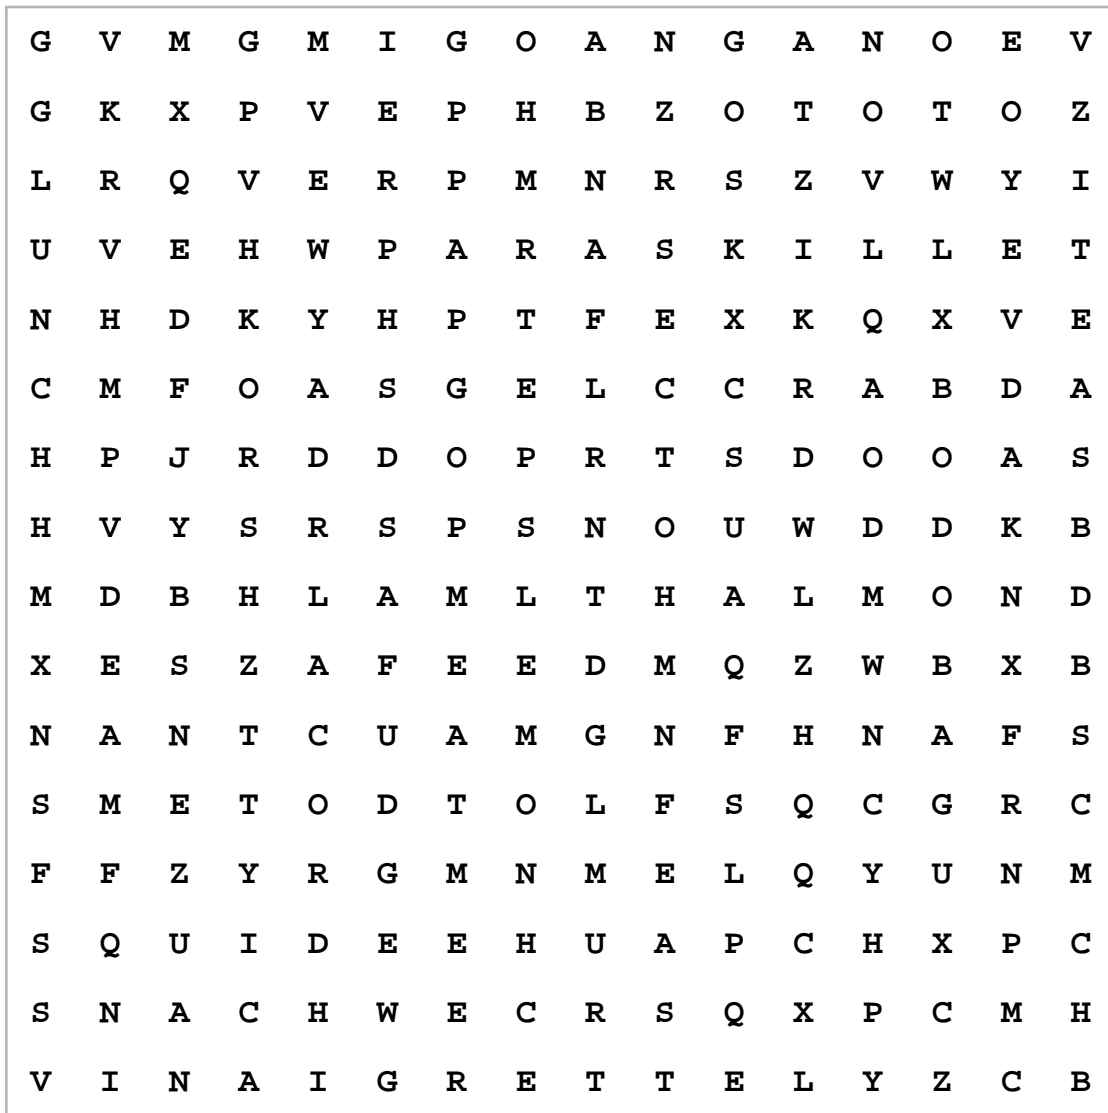 G V M G M I G O A N G A N O E V
G K X P V E P H B Z O T O T O Z
L R Q V E R P M N R S Z V W Y I
U V E H W P A R A S K I L L E T
N H D K Y H P T F E X K Q X V E
C M F O A S G E L C C R A B D A
H P J R D D O P R T S D O O A S
H V Y S R S P S N O U W D D K B
M D B H L A M L T H A L M O N D
X E S Z A F E E D M Q Z W B X B
N A N T C U A M G N F H N A F S
S M E T O D T O L F S Q C G R C
F F Z Y R G M N M E L Q Y U N M
S Q U I D E E H U A P C H X P C
S N A C H W E C R S Q X P C M H
V I N A I G R E T T E L Y Z C B